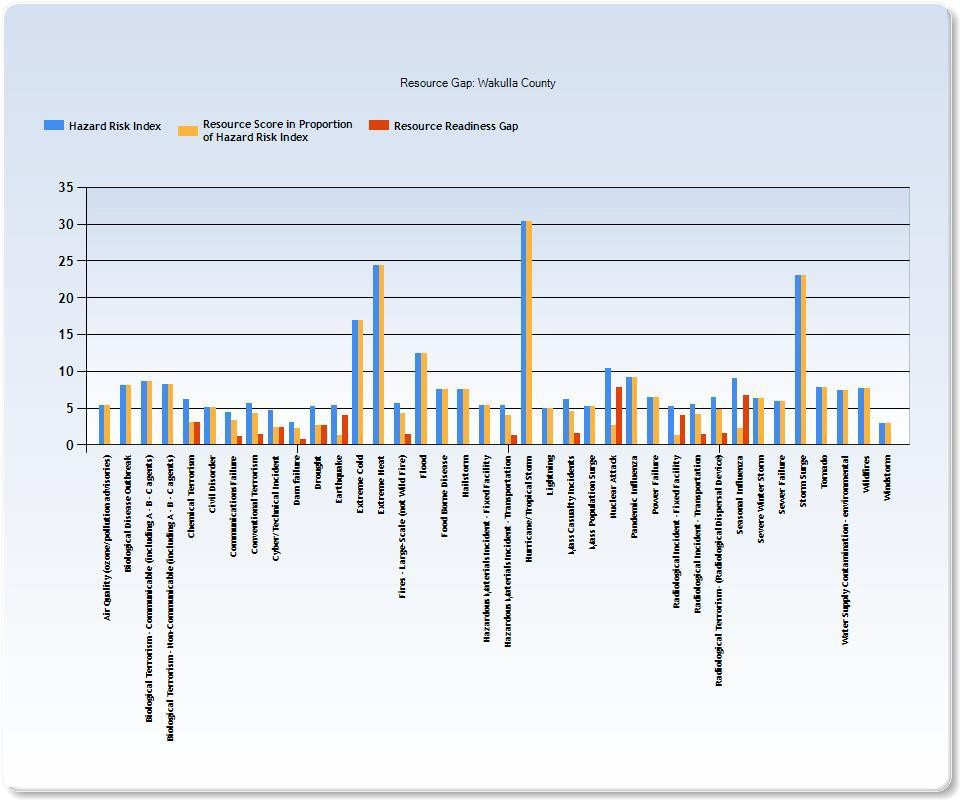 Resource Gap: Wakulla County
Hazard Risk Index
Resource Score in Proportion
of Hazard Risk Index
Resource Readiness Gap
35
30
25
20
15
10
5
0
Air Quality (ozone/pollution advisories)
Biological Disease Outbreak
Biological Terrorism - Communicable (including A - B - C agents)
Biological Terrorism - Non-Communicable (including A - B - C agents)
Chemical Terrorism
Civil Disorder
Communications Failure
Conventional Terrorism
Cyber/Technical Incident
Dam failure
Drought
Earthquake
Extreme Cold
Extreme Heat
Fires - Large-Scale (not Wild Fire)
Flood
Food Borne Disease
Hailstorm
Hazardous Materials Incident - Fixed Facility
Hazardous Materials Incident - Transportation
Hurricane/Tropical Storm
Lightning
Mass Casualty Incidents
Mass Population Surge
Nuclear Attack
Pandemic Influenza
Power Failure
Radiological Incident - Fixed Facility
Radiological Incident - Transportation
Radiological Terrorism- (Radiological Dispersal Device)
Seasonal Influenza
Severe Winter Storm
Sewer Failure
Storm Surge
Tornado
Water Supply Contamination - environmental
Wildfires
Windstorm